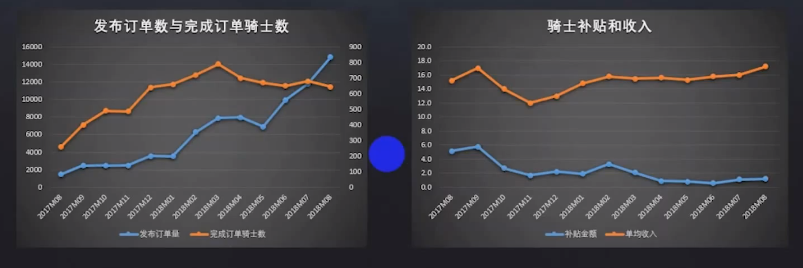 发布订单数与完成订单骑士数
16000
14000
12000
10000
8000
6000
4000
2000
0
900
800
700
600
500
400
300
200
100
0
2017M08
2017M09
2017M10
2017M11
2017M12
2018M01
2018M02
2018M03
2018M04
2018M05
2018M06
2018M07
2018M08
发布订单量 完成订单骑士数
骑士补贴和收入
20.0
18.0
16.0
14.0
12.0
10.0
8.0
6.0
4.0
2.0
0.0
2017M08
2017M09
2017M10
2017M11
2017M12
2018M01
2018M02
2018M03
2018M04
2018M05
2018M06
2018M07
2018M08
补贴金额 单均收入